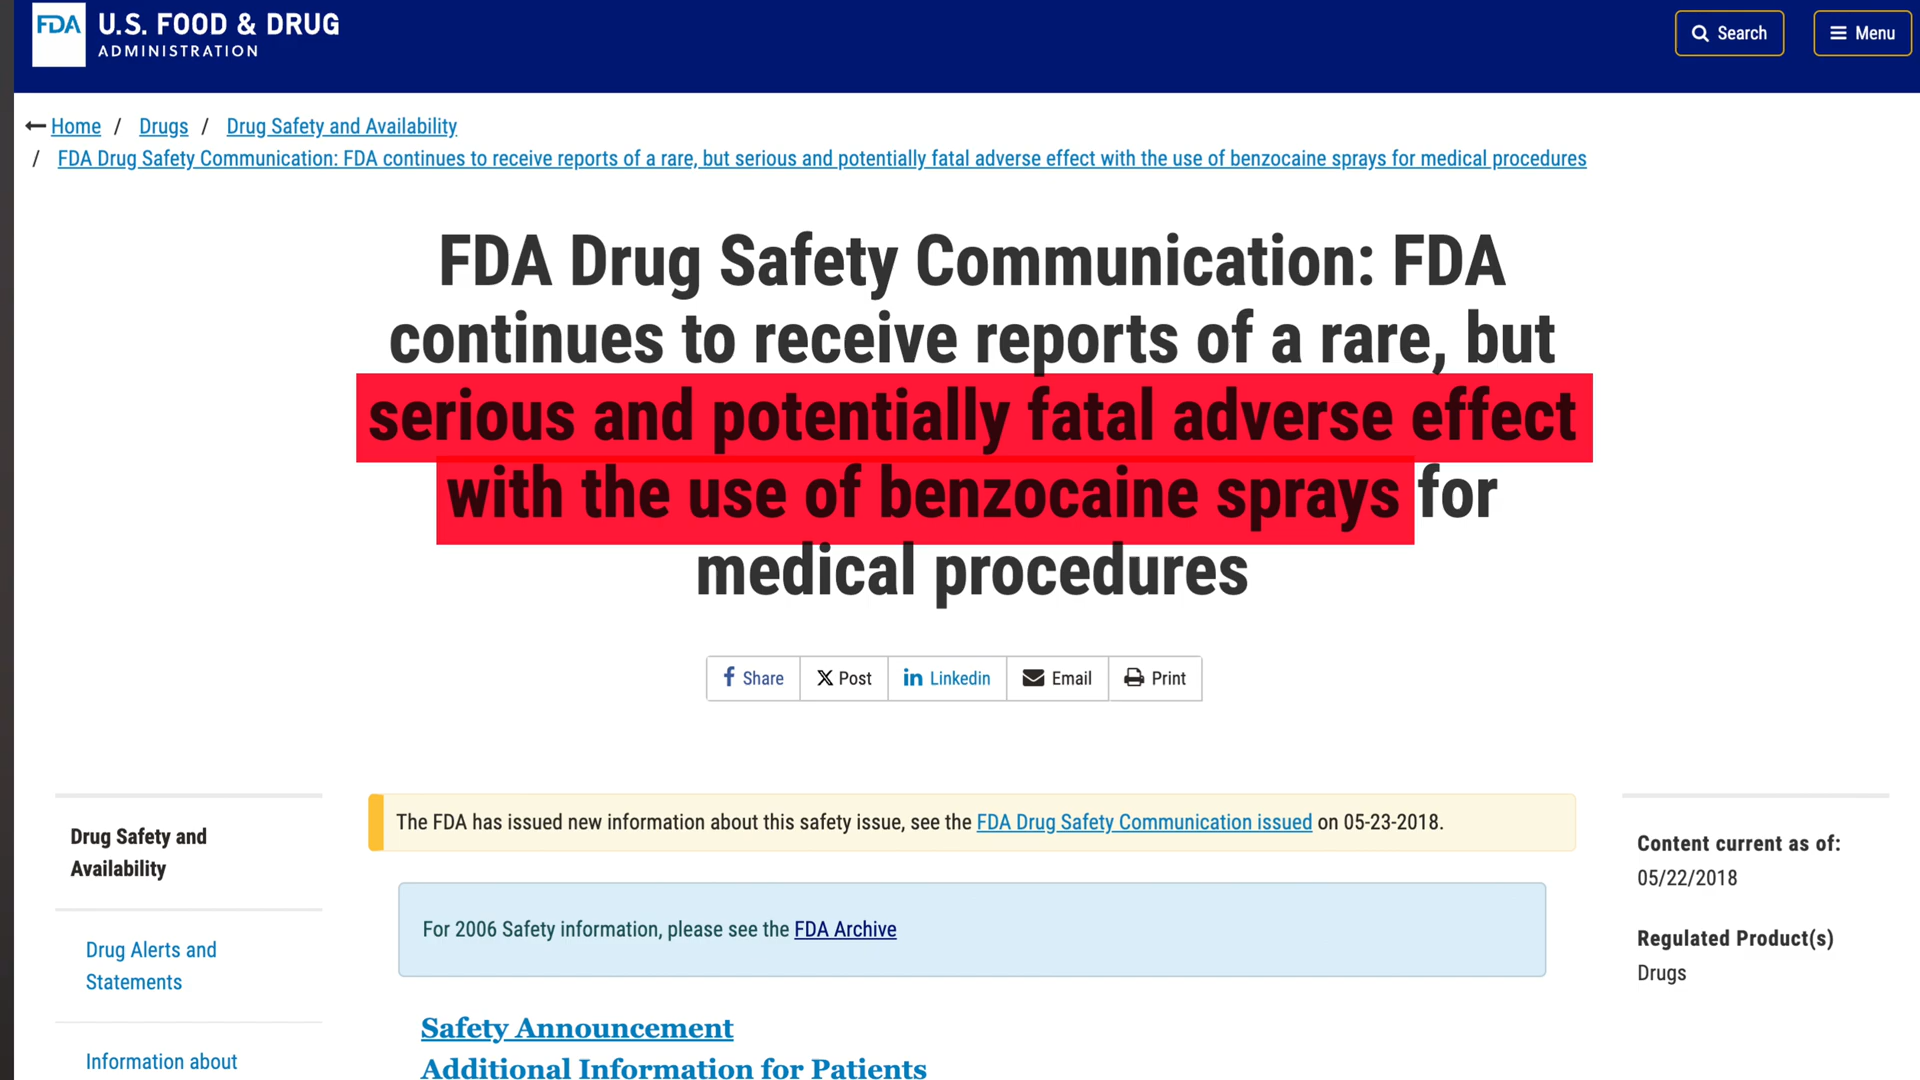 FDA U.S. FOOD & DRUG
ADMINISTRATION
Search
Menu
Home / Drugs / Drug Safety and Availability
/ FDA Drug Safety Communication: FDA continues to receive reports of a rare, but serious and potentially fatal adverse effect with the use of benzocaine sprays for medical procedures
FDA Drug Safety Communication: FDA
continues to receive reports of a rare, but
serious and potentially fatal adverse effect
with the use of benzocaine sprays for
medical procedures
Share
Post
Linkedin
Email
Print
Drug Safety and
Availability
Drug Alerts and
Statements
Information about
The FDA has issued new information about this safety issue, see the FDA Drug Safety Communication issued on 05-23-2018.
For 2006 Safety information, please see the FDA Archive
Safety Announcement
Additional Information for Patients
Content current as of:
05/22/2018
Regulated Product(s)
Drugs